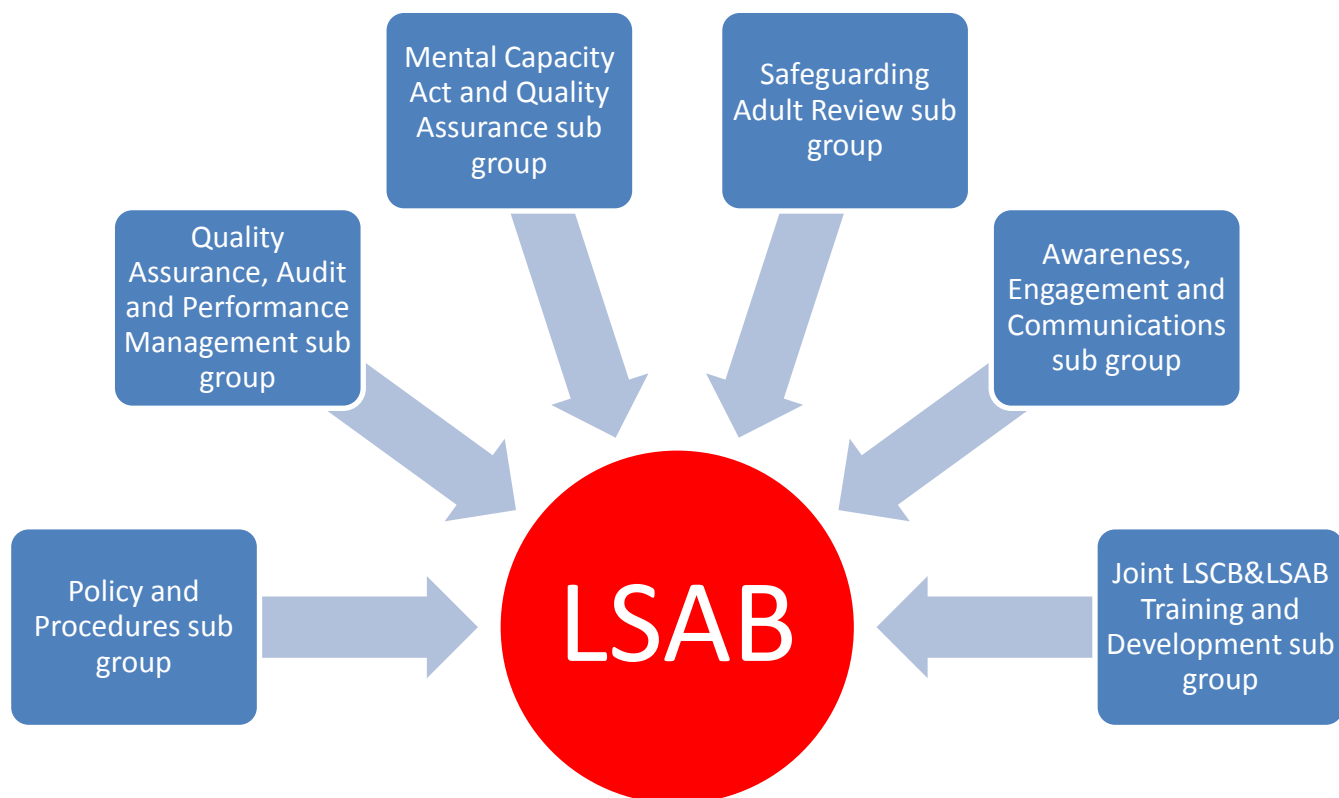 Mental Capacity
Act and Quality
Assurance sub
group
Safeguarding
Adult Review sub
group
Quality
Assurance, Audit
and Performance
Management sub
group
Awareness,
Engagement and
Communications
sub group
Policy and
Procedures sub
group
LSAB
Joint LSCB&LSAB
Training and
Development sub
group